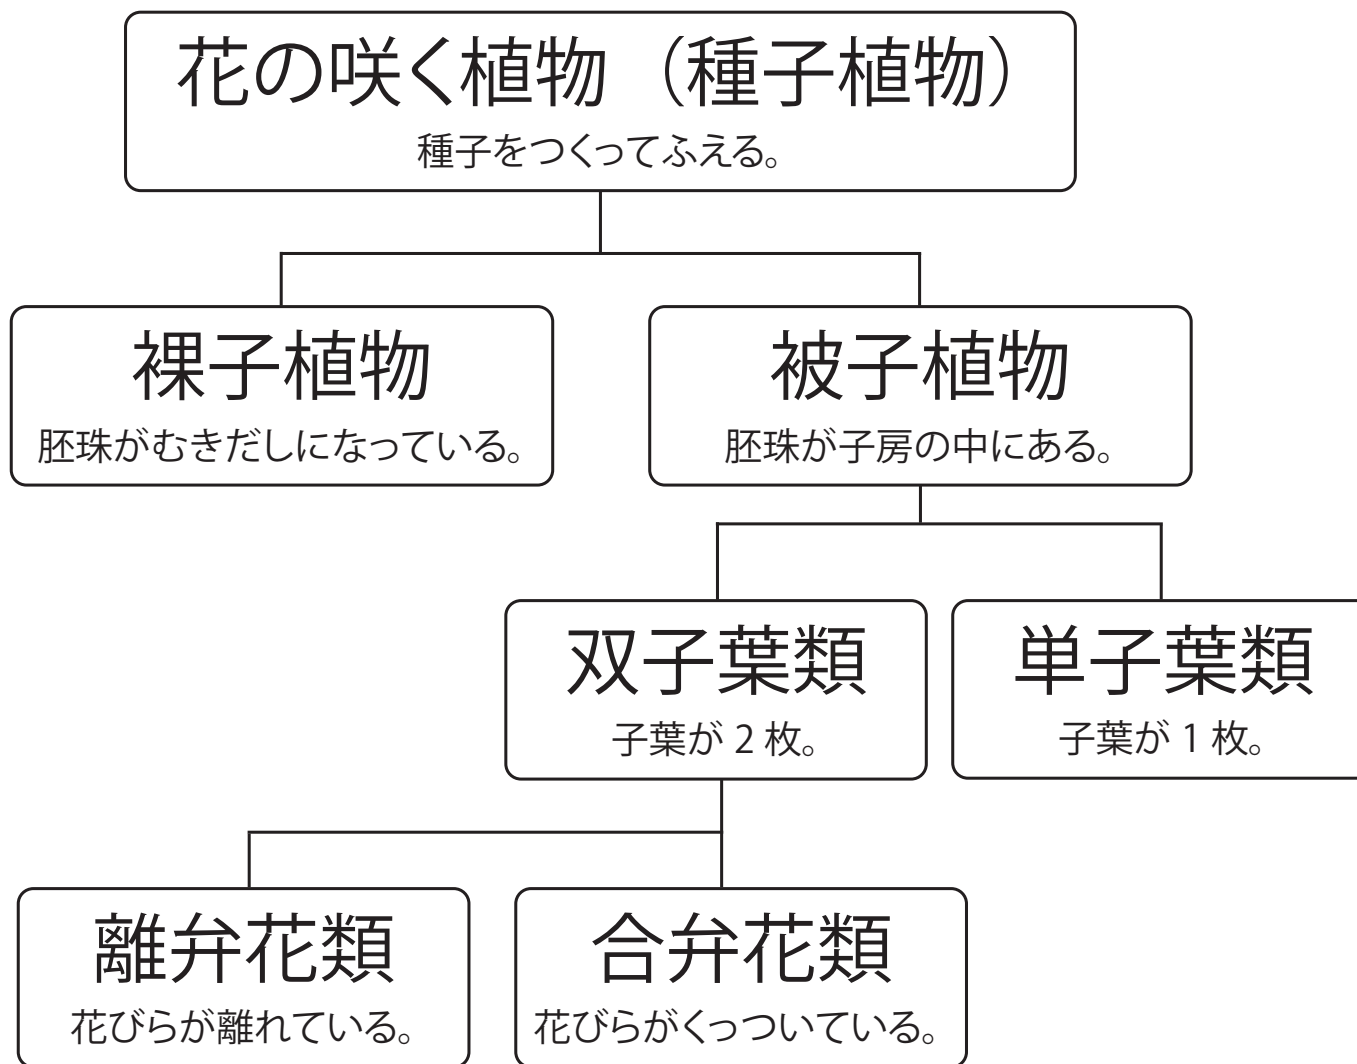 花の咲く植物（種子植物）
種子をつくってふえる。
裸子植物
胚珠がむきだしになっている。
被子植物
胚珠が子房の中にある。
双子葉類
子葉が 2 枚。
単子葉類
子葉が 1 枚。
離弁花類
花びらが離れている。
合弁花類
花びらがくっついている。